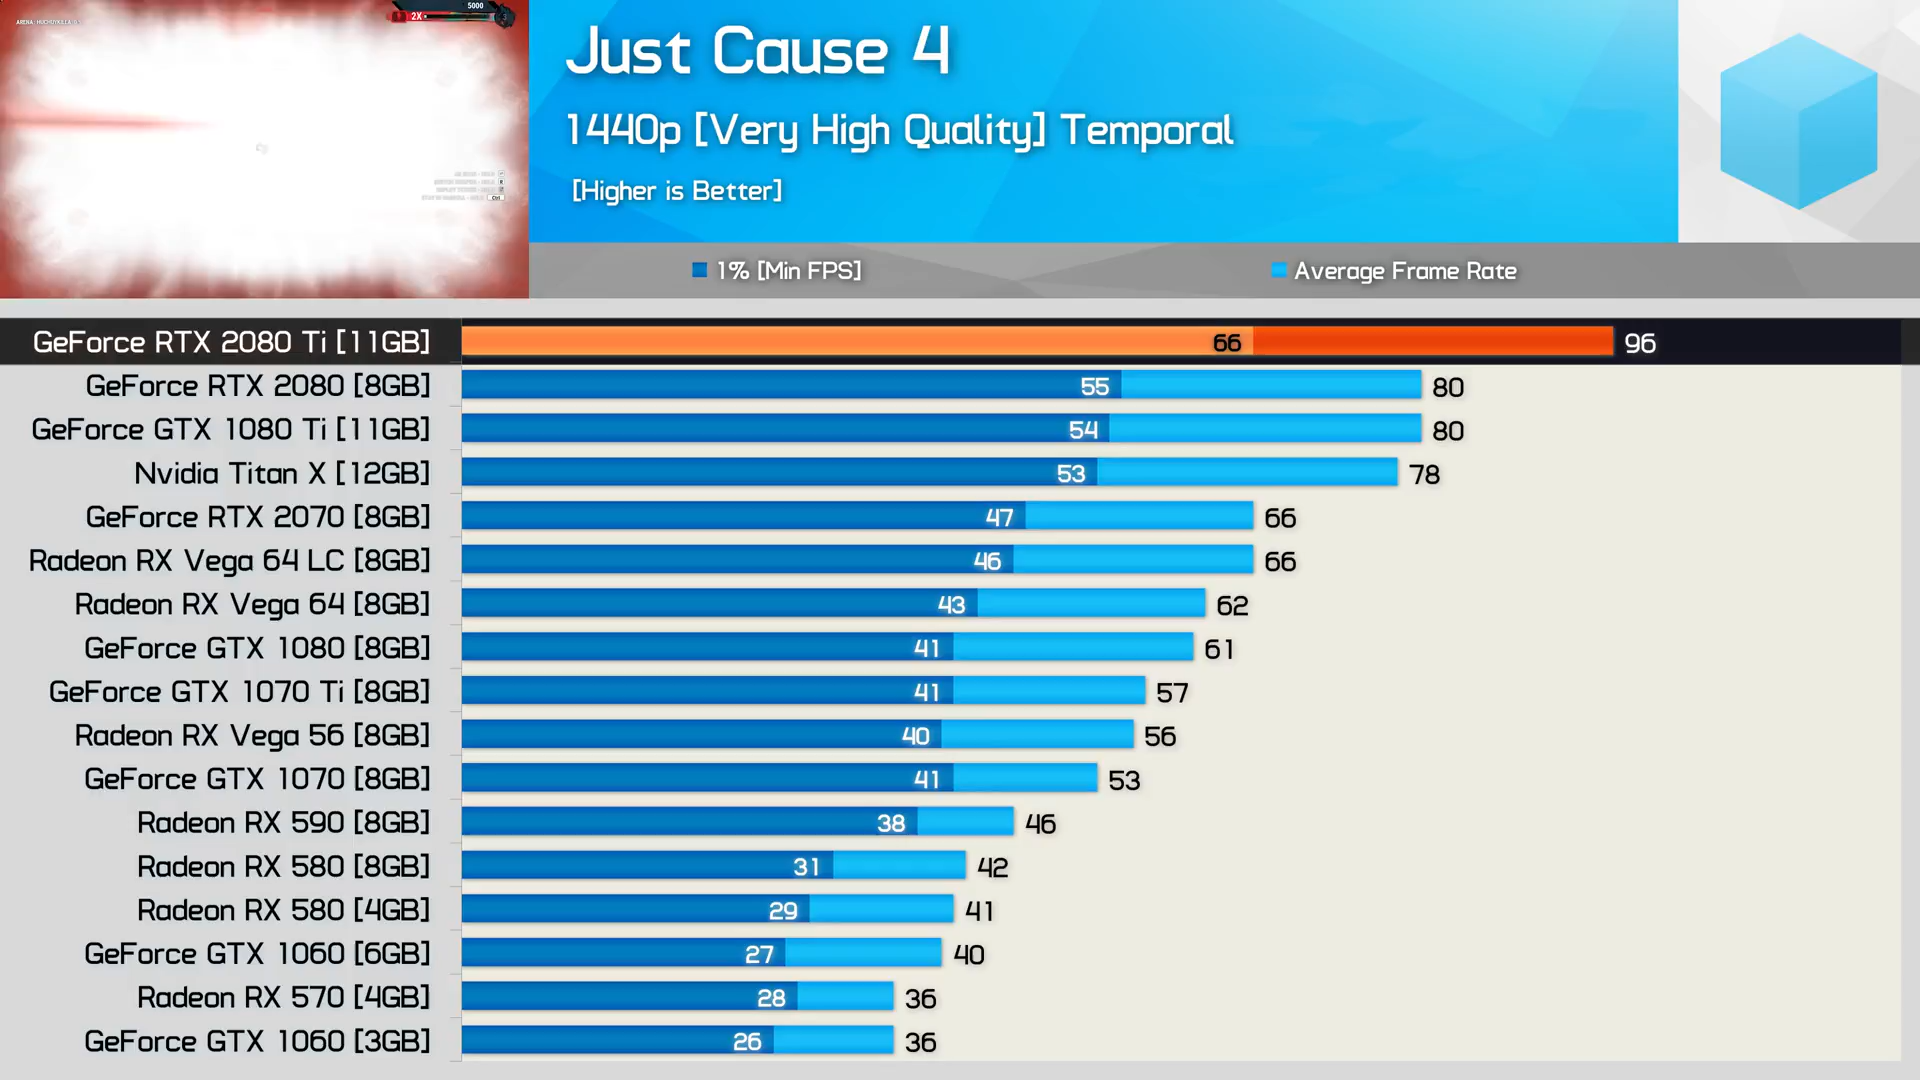 5000
2X
Just Cause 4
1440p [Very High Quality] Temporal
[Higher is Better]
1% [Min FPS]
Average Frame Rate
GeForce RTX 2080 Ti [11GB] 66 96
GeForce RTX 2080 [8GB] 55 80
GeForce GTX 1080 Ti [11GB] 54 80
Nvidia Titan X [12GB] 53 78
GeForce RTX 2070 [8GB] 47 66
Radeon RX Vega 64 LC [8GB] 46 66
Radeon RX Vega 64 [8GB] 43 62
GeForce GTX 1080 [8GB] 41 61
GeForce GTX 1070 Ti [8GB] 41 57
Radeon RX Vega 56 [8GB] 40 56
GeForce GTX 1070 [8GB] 41 53
Radeon RX 590 [8GB] 38 46
Radeon RX 580 [8GB] 31 42
Radeon RX 580 [4GB] 29 41
GeForce GTX 1060 [6GB] 27 40
Radeon RX 570 [4GB] 28 36
GeForce GTX 1060 [3GB] 26 36